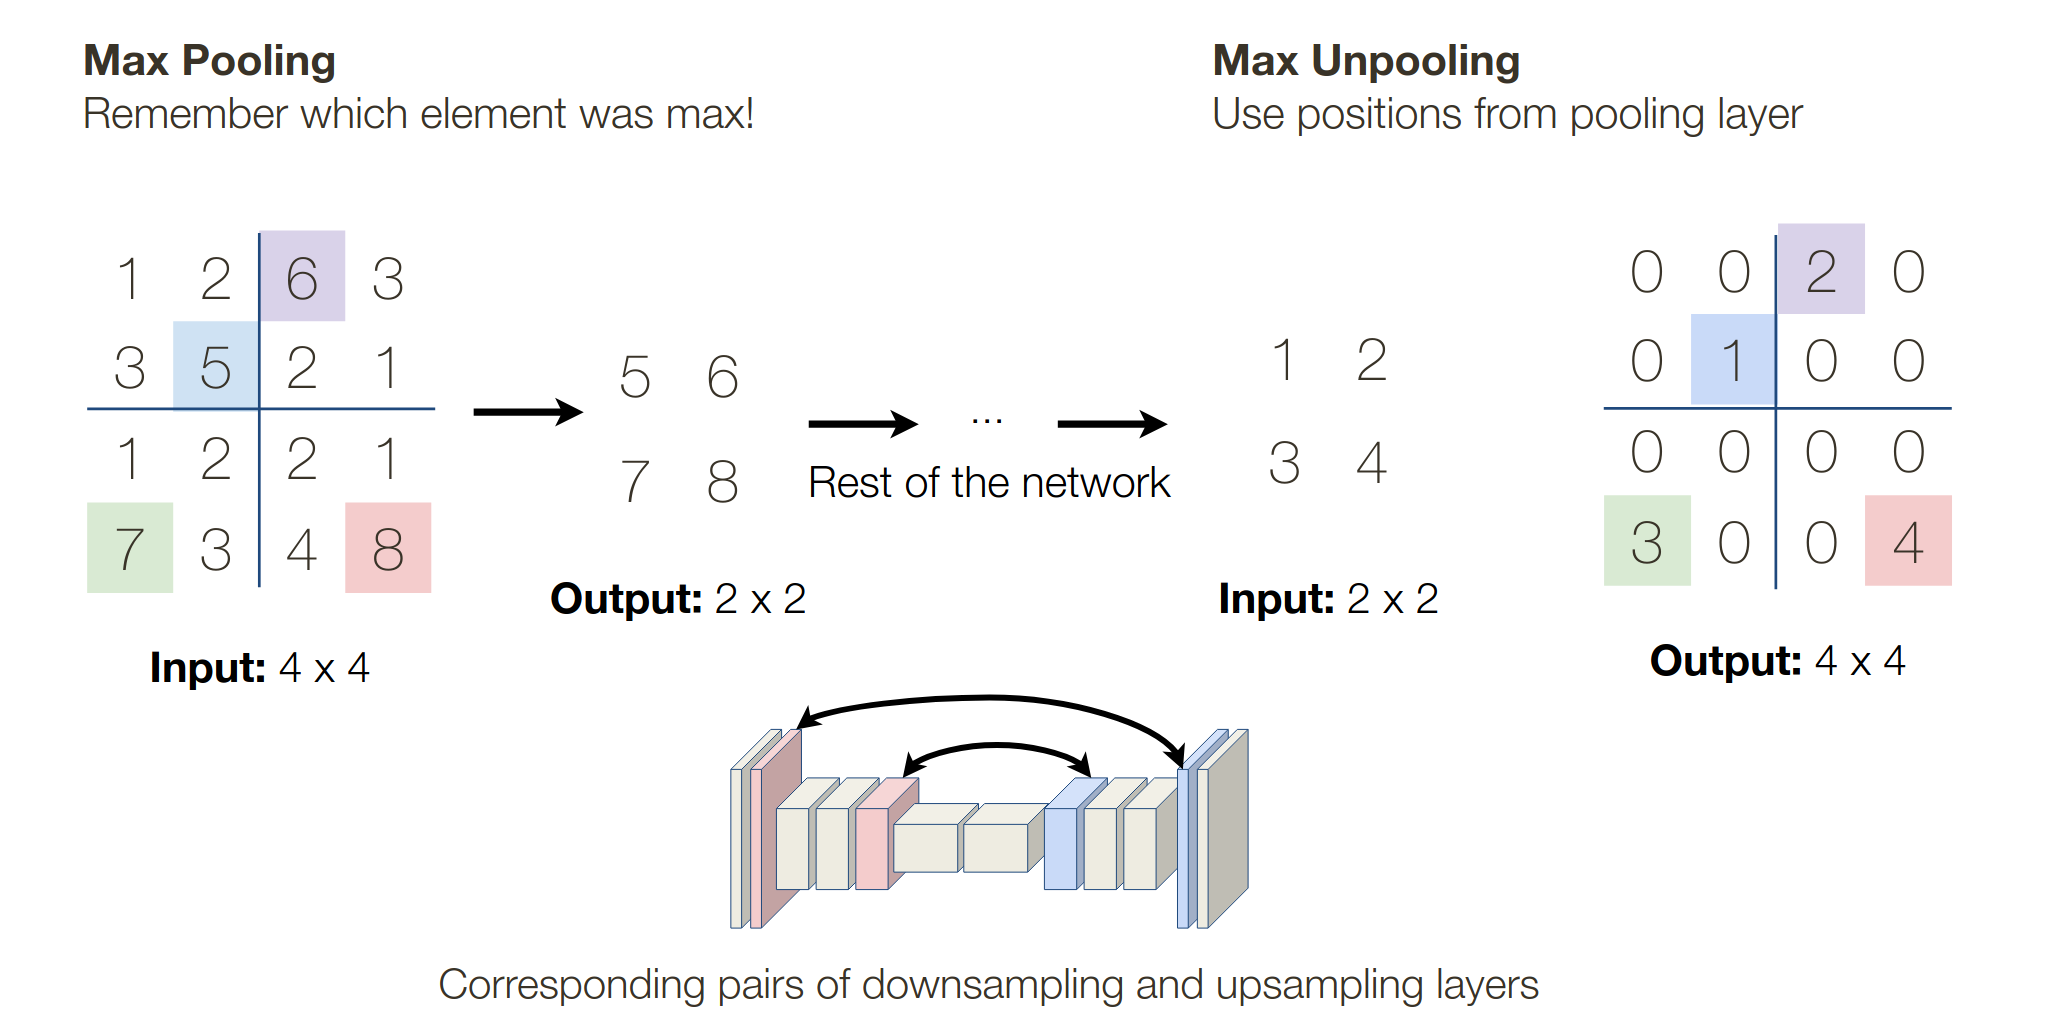 Max Pooling
Remember which element was max!
Max Unpooling
Use positions from pooling layer
1 2 6 3
3 5 2 1
1 2 2 1
7 3 4 8
Input: 4 x 4
5 6
7 8
Output: 2 x 2
...
Rest of the network
1 2
3 4
Input: 2 x 2
0 0 2 0
0 1 0 0
0 0 0 0
3 0 0 4
Output: 4 x 4
Corresponding pairs of downsampling and upsampling layers